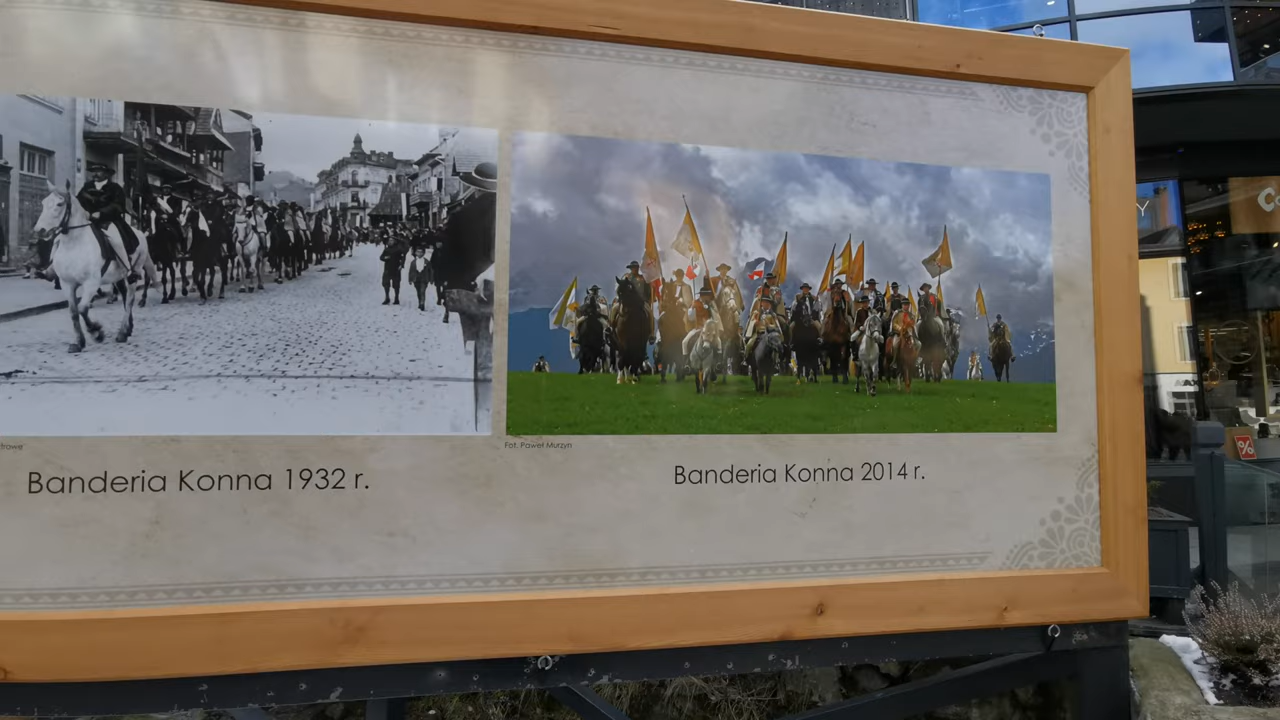 Fot. Paweł Murzyn
Banderia Konna 1932 r.
Banderia Konna 2014 r.
%